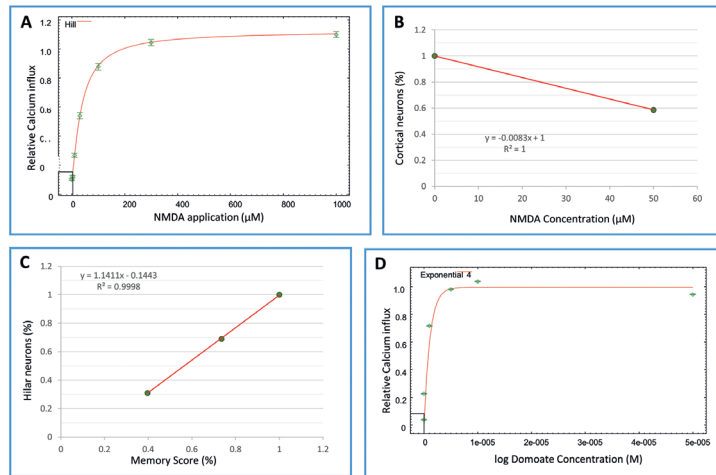 A
Hill
1.2
1.0
0.8
0.6
0
0
200
400
600
800
1000
Relative Calcium influx
NMDA application (µM)
B
1.2
1
0.8
0.6
0.4
0.2
0
0
10
20
30
40
50
60
y = -0.0083x + 1
R² = 1
Cortical neurons (%)
NMDA Concentration (µM)
C
y = 1.1411x - 0.1443
R² = 0.9998
1.2
1
0.8
0.6
0.4
0.2
0
0
0.2
0.4
0.6
0.8
1
1.2
Hilar neurons (%)
Memory Score (%)
D
Exponential 4
1.0
0.8
0.6
0.4
0.2
0
0
1e-005
2e-005
3e-005
4e-005
5e-005
Relative Calcium influx
log Domoate Concentration (M)